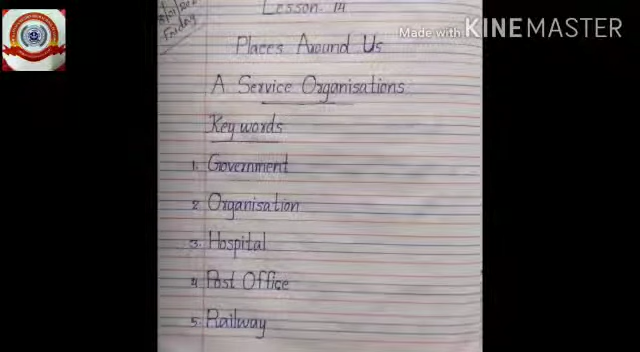 Friday
Lesson - 14
Made with KINEMASTER
Places Around Us
A Service Organisations
Key words
1. Government
2. Organisation
3. Hospital
4. Post Office
5. Railway